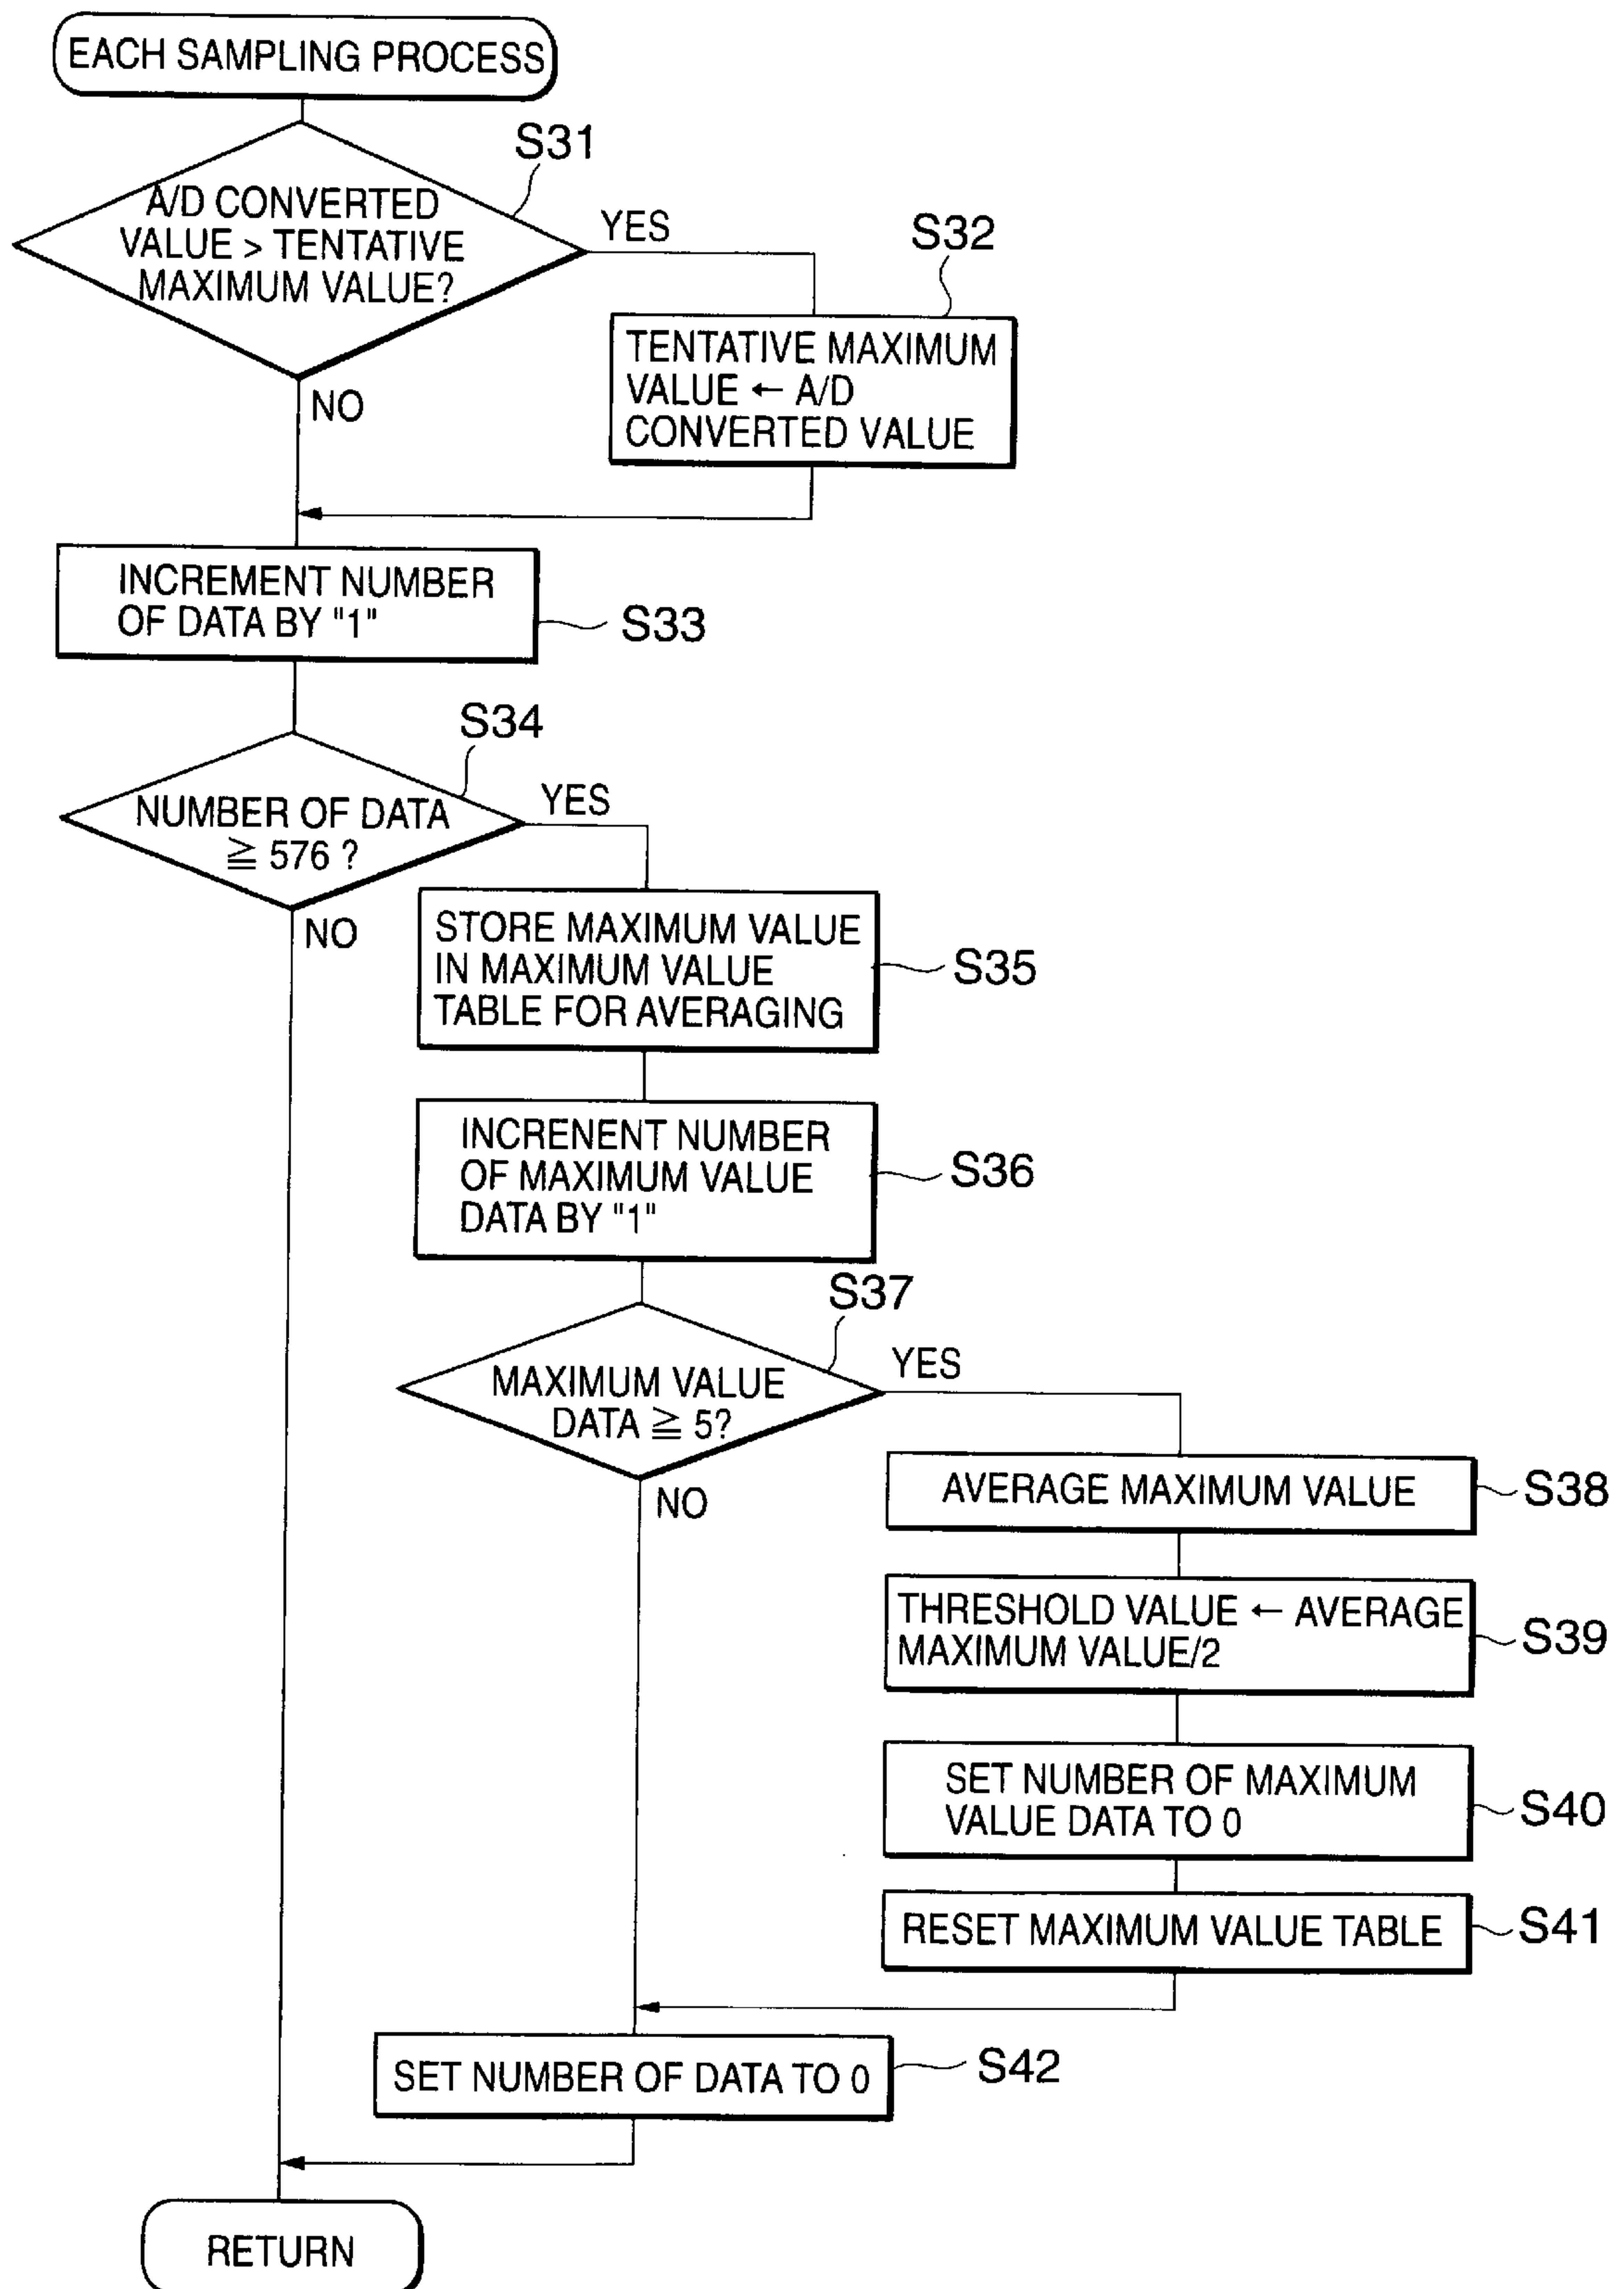 EACH SAMPLING PROCESS
S31
A/D CONVERTED
VALUE > TENTATIVE
MAXIMUM VALUE?
YES
S32
TENTATIVE MAXIMUM
VALUE ← A/D
CONVERTED VALUE
NO
INCREMENT NUMBER
OF DATA BY "1"
S33
S34
NUMBER OF DATA
≧ 576 ?
YES
NO
STORE MAXIMUM VALUE
IN MAXIMUM VALUE
TABLE FOR AVERAGING
S35
INCRENENT NUMBER
OF MAXIMUM VALUE
DATA BY "1"
S36
S37
MAXIMUM VALUE
DATA ≧ 5?
YES
NO
AVERAGE MAXIMUM VALUE
S38
THRESHOLD VALUE ← AVERAGE
MAXIMUM VALUE/2
S39
SET NUMBER OF MAXIMUM
VALUE DATA TO 0
S40
RESET MAXIMUM VALUE TABLE
S41
SET NUMBER OF DATA TO 0
S42
RETURN